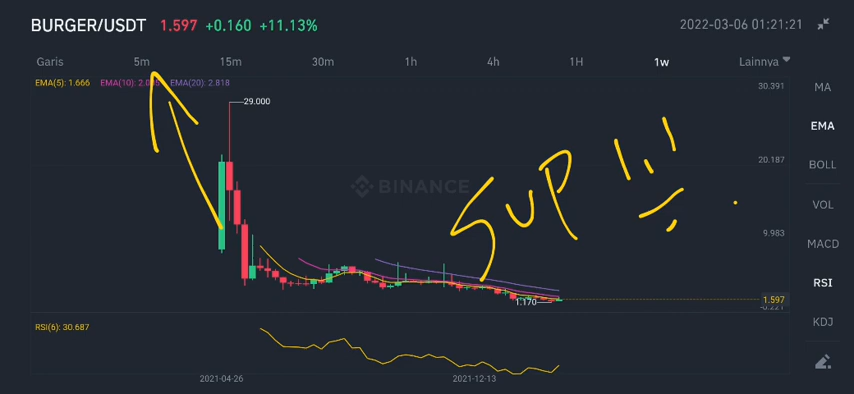 BURGER/USDT 1.597 +0.160 +11.13% 2022-03-06 01:21:21
Garis 5m 15m 30m 1h 4h 1H 1w Lainnya
EMA(5): 1.666 EMA(10): EMA(20): 2.818
MA
EMA
BOLL
VOL
MACD
RSI
KDJ
30.391
29.000
20.187
BINANCE
SUP !!!
9.983
1.170
1.597
RSI(6): 30.687
2021-04-26 2021-12-13